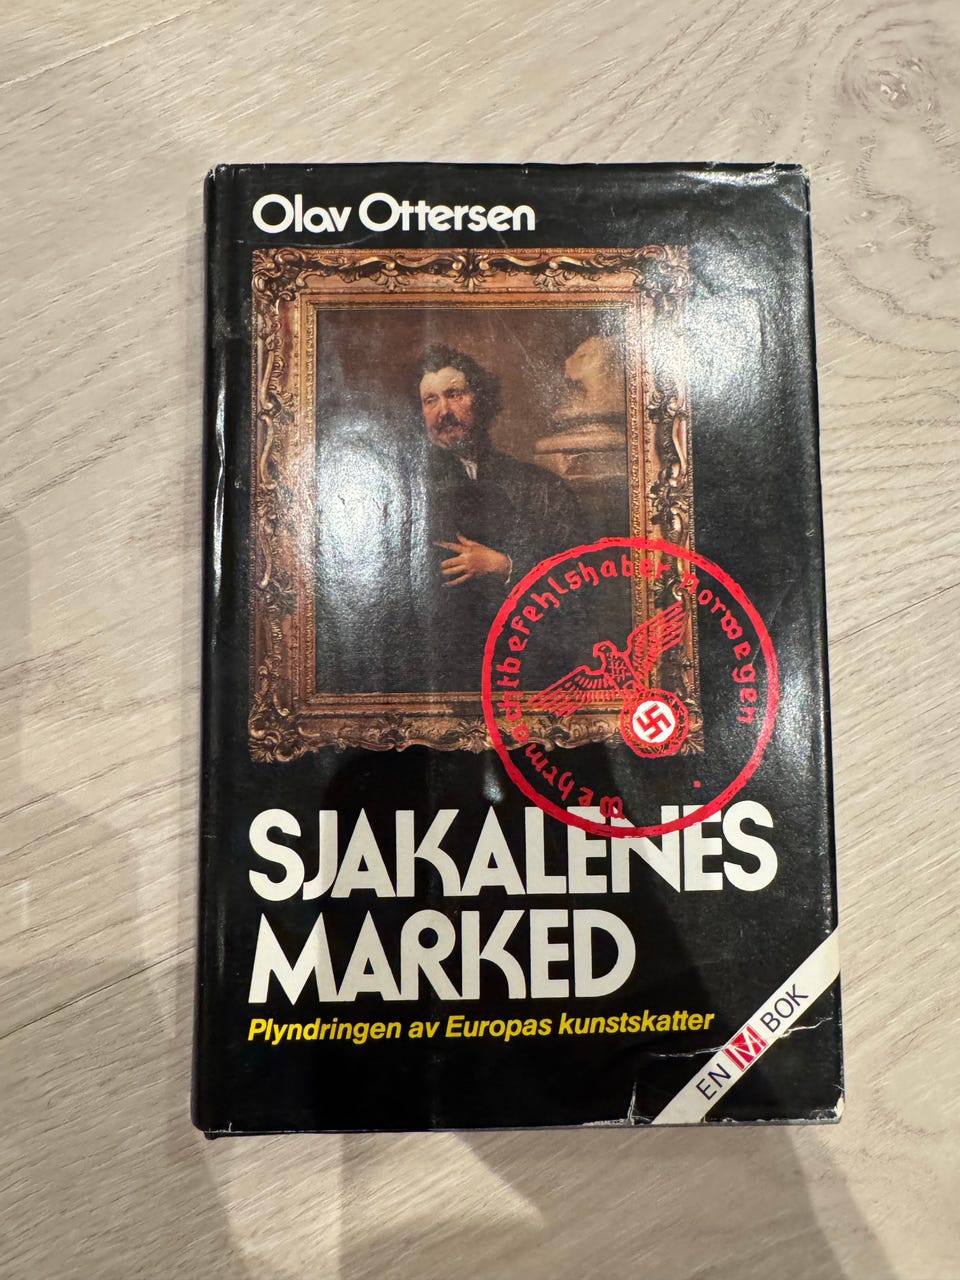 Olav Ottersen
Wehrmachtbefehlshaber Norwegen
SJAKALENES
MARKED
Plyndringen av Europas kunstskatter
EN M BOK